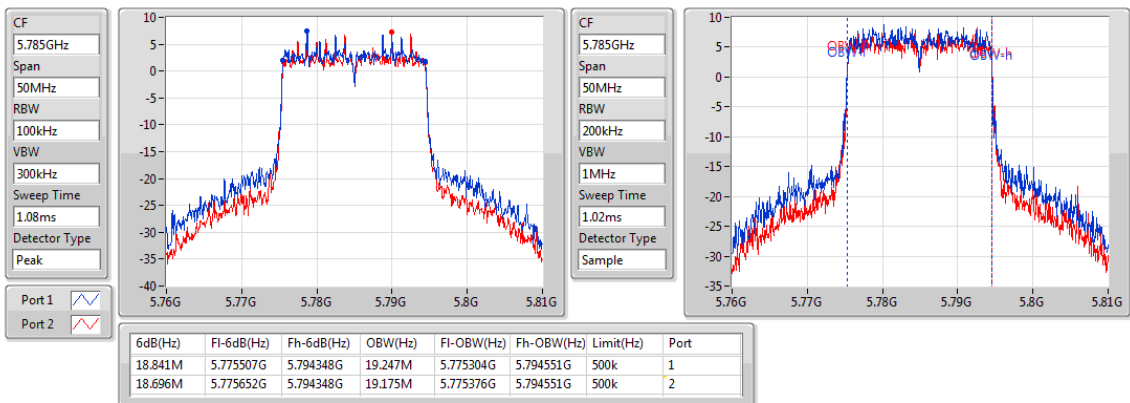 CF
5.785GHz
Span
50MHz
RBW
100kHz
VBW
300kHz
Sweep Time
1.08ms
Detector Type
Peak
Port 1
Port 2
10
5
0
-5
-10
-15
-20
-25
-30
-35
-40
5.76G 5.77G 5.78G 5.79G 5.8G 5.81G
CF
5.785GHz
Span
50MHz
RBW
200kHz
VBW
1MHz
Sweep Time
1.02ms
Detector Type
Sample
10
5
0
-5
-10
-15
-20
-25
-30
-35
OBW-h
5.76G 5.77G 5.78G 5.79G 5.8G 5.81G
6dB(Hz) Fl-6dB(Hz) Fh-6dB(Hz) OBW(Hz) Fl-OBW(Hz) Fh-OBW(Hz) Limit(Hz) Port
18.841M 5.775507G 5.794348G 19.247M 5.775304G 5.794551G 500k 1
18.696M 5.775652G 5.794348G 19.175M 5.775376G 5.794551G 500k 2